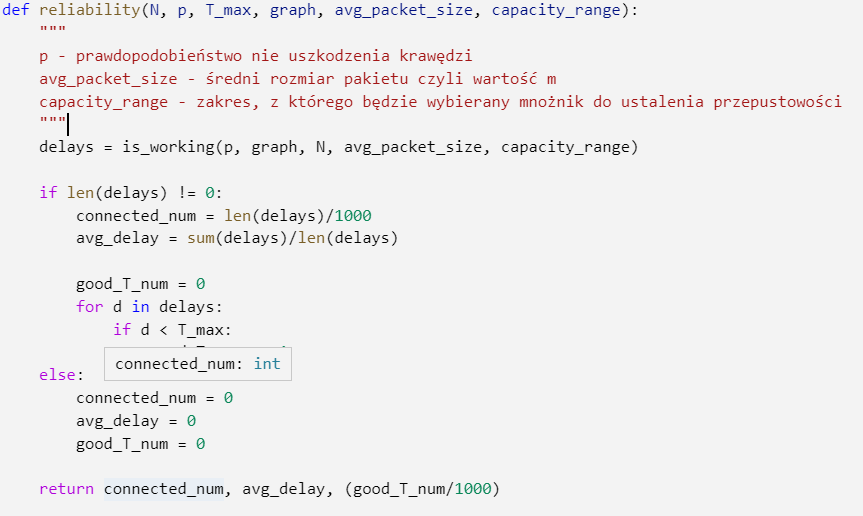 def reliability(N, p, T_max, graph, avg_packet_size, capacity_range):
    """
    p - prawdopodobieństwo nie uszkodzenia krawędzi
    avg_packet_size - średni rozmiar pakietu czyli wartość m
    capacity_range - zakres, z którego będzie wybierany mnożnik do ustalenia przepustowości
    """
    delays = is_working(p, graph, N, avg_packet_size, capacity_range)
    if len(delays) != 0:
        connected_num = len(delays)/1000
        avg_delay = sum(delays)/len(delays)
        good_T_num = 0
        for d in delays:
            if d < T_max:
connected_num: int
    else:
        connected_num = 0
        avg_delay = 0
        good_T_num = 0
    return connected_num, avg_delay, (good_T_num/1000)